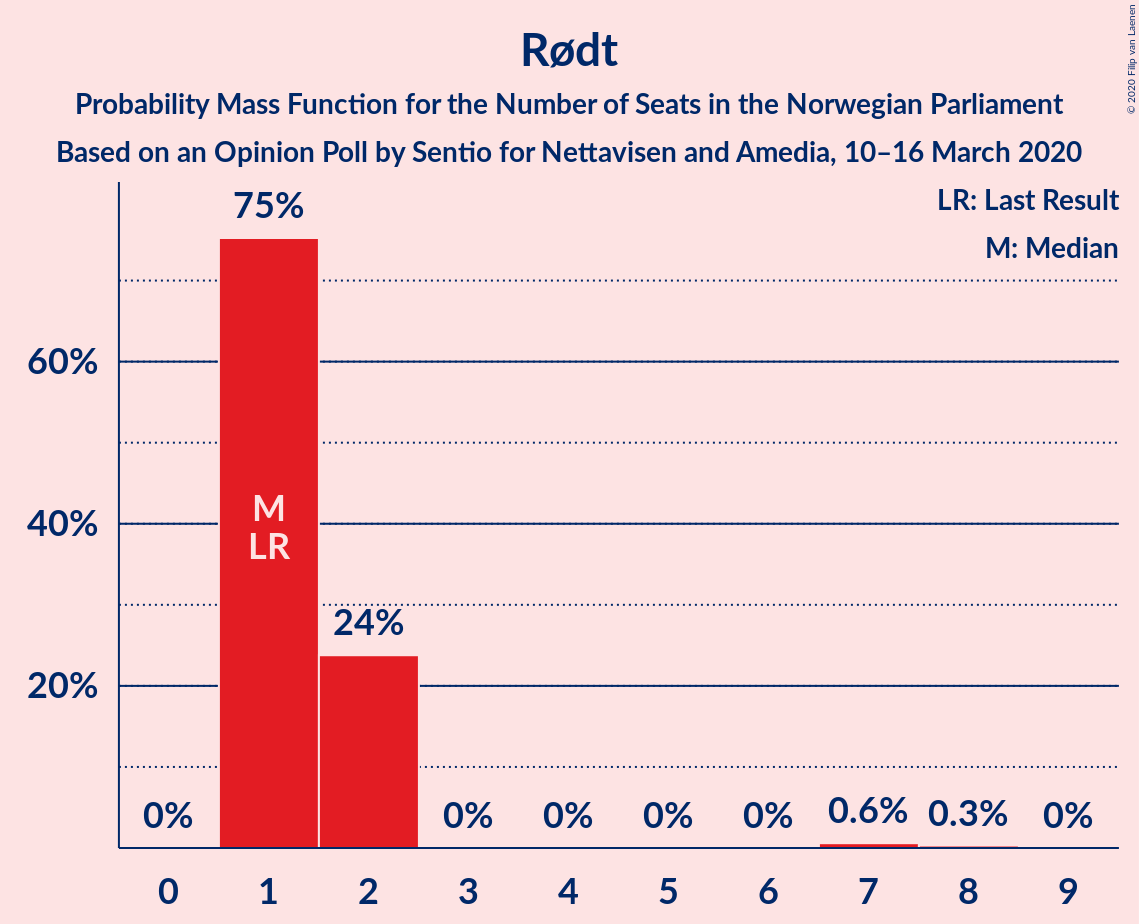 Rødt
Probability Mass Function for the Number of Seats in the Norwegian Parliament
Based on an Opinion Poll by Sentio for Nettavisen and Amedia, 10–16 March 2020
© 2020 Filip van Laenen
LR: Last Result
M: Median
75%
60%
M
40%
LR
24%
20%
0% 0% 0% 0% 0% 0.6% 0.3% 0%
0 1 2 3 4 5 6 7 8 9